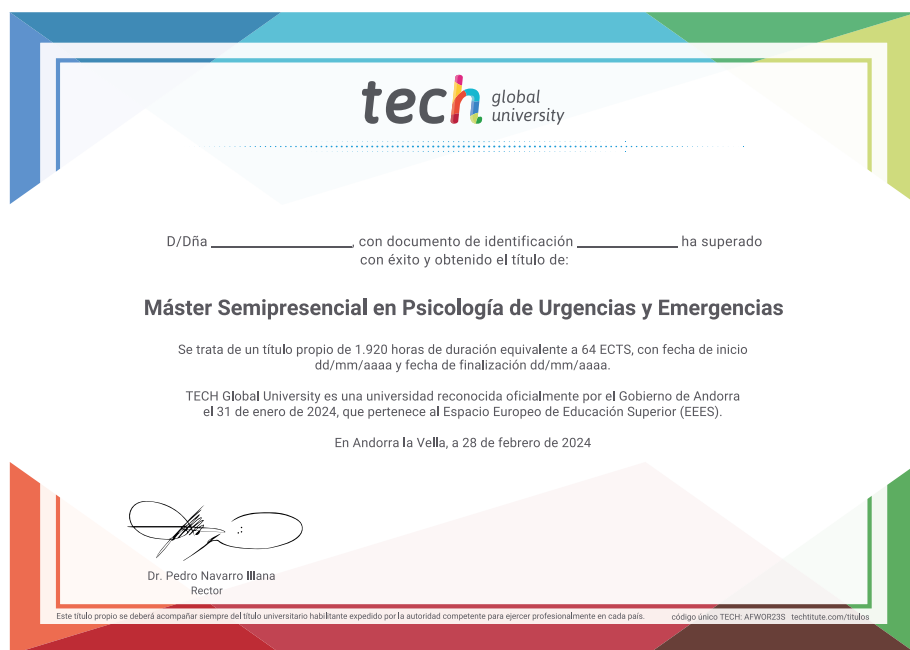 tech global university
D/Dña ____________________, con documento de identificación ______________ ha superado
con éxito y obtenido el título de:
Máster Semipresencial en Psicología de Urgencias y Emergencias
Se trata de un título propio de 1.920 horas de duración equivalente a 64 ECTS, con fecha de inicio
dd/mm/aaaa y fecha de finalización dd/mm/aaaa.
TECH Global University es una universidad reconocida oficialmente por el Gobierno de Andorra
el 31 de enero de 2024, que pertenece al Espacio Europeo de Educación Superior (EEES).
En Andorra la Vella, a 28 de febrero de 2024
Dr. Pedro Navarro Illana
Rector
Este título propio se deberá acompañar siempre del título universitario habilitante expedido por la autoridad competente para ejercer profesionalmente en cada país. código único TECH: AFWOR23S techtitute.com/titulos